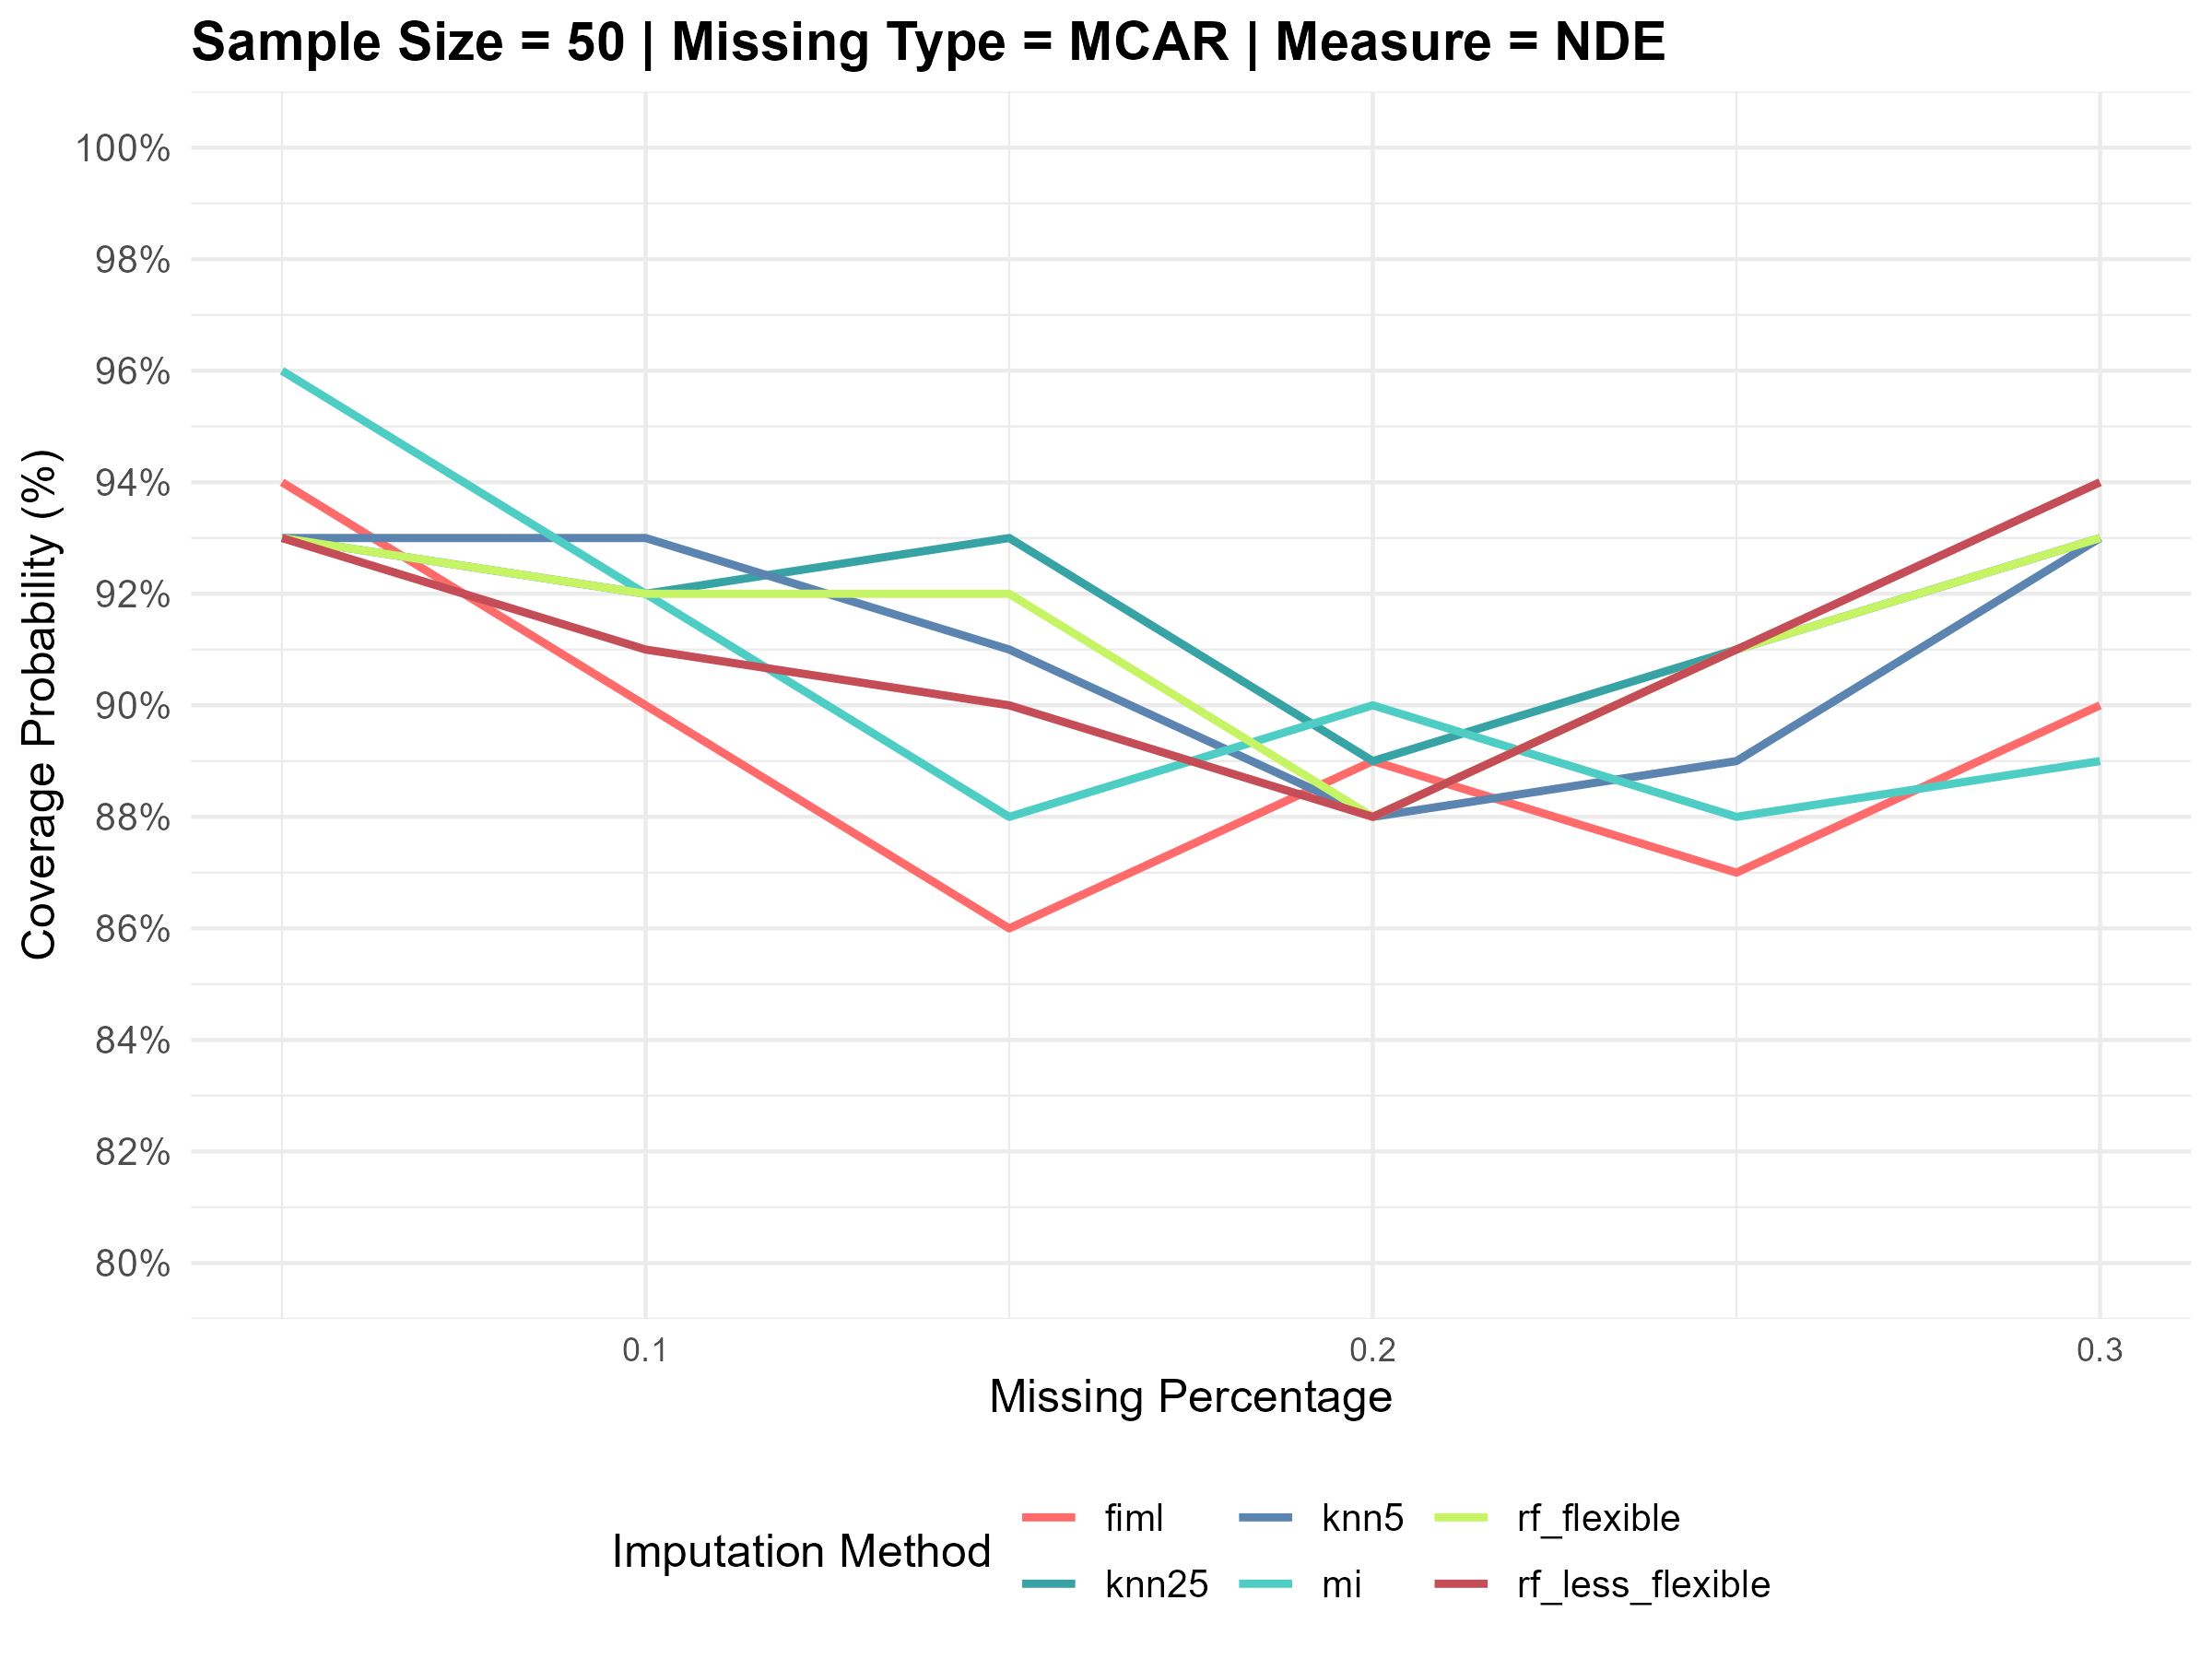 Sample Size = 50 | Missing Type = MCAR | Measure = NDE
Coverage Probability (%)
100%
98%
96%
94%
92%
90%
88%
86%
84%
82%
80%
0.1 0.2 0.3
Missing Percentage
Imputation Method
fiml knn5 rf_flexible
knn25 mi rf_less_flexible